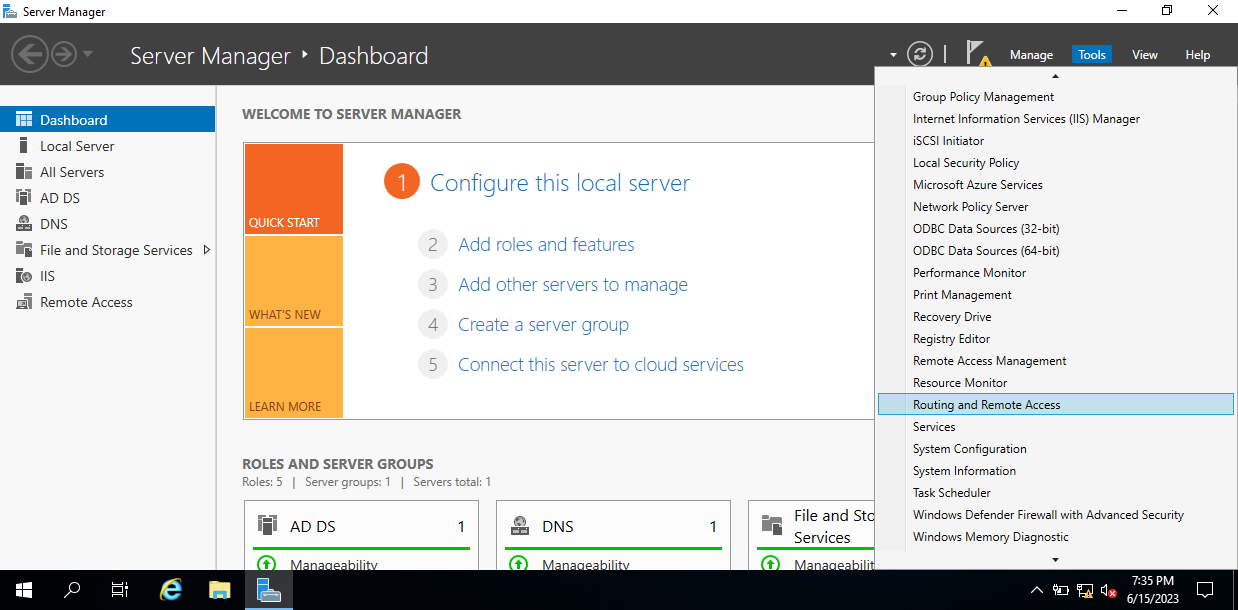 Server Manager
Server Manager ‣ Dashboard
Manage
Tools
View
Help
Dashboard
Local Server
All Servers
AD DS
DNS
File and Storage Services
IIS
Remote Access
WELCOME TO SERVER MANAGER
QUICK START
WHAT'S NEW
LEARN MORE
1 Configure this local server
2 Add roles and features
3 Add other servers to manage
4 Create a server group
5 Connect this server to cloud services
ROLES AND SERVER GROUPS
Roles: 5 | Server groups: 1 | Servers total: 1
AD DS 1
Manageability
DNS 1
Manageability
File and Sto
Services
Manageabilit
Group Policy Management
Internet Information Services (IIS) Manager
iSCSI Initiator
Local Security Policy
Microsoft Azure Services
Network Policy Server
ODBC Data Sources (32-bit)
ODBC Data Sources (64-bit)
Performance Monitor
Print Management
Recovery Drive
Registry Editor
Remote Access Management
Resource Monitor
Routing and Remote Access
Services
System Configuration
System Information
Task Scheduler
Windows Defender Firewall with Advanced Security
Windows Memory Diagnostic
7:35 PM
6/15/2023